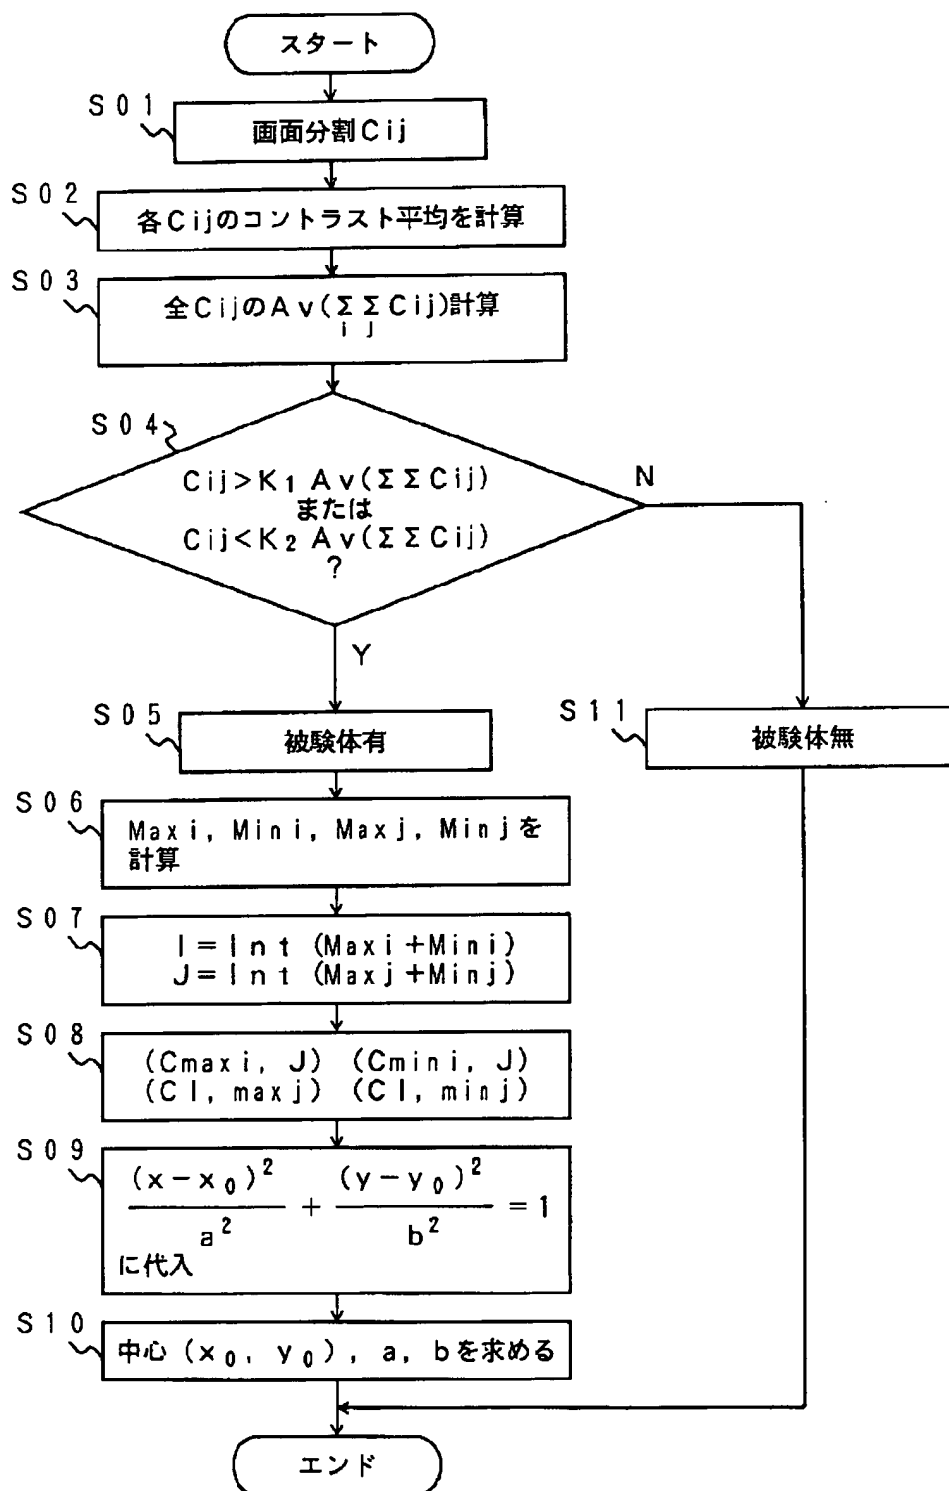 スタート
S01
画面分割Cij
S02
各Cijのコントラスト平均を計算
S03
全CijのAv(ΣΣCij)計算
i j
S04
Cij>K₁ Av(ΣΣCij)
または
Cij<K₂ Av(ΣΣCij)
?
N
Y
S05
被験体有
S11
被験体無
S06
Maxi, Mini, Maxj, Minjを
計算
S07
I=Int (Maxi+Mini)
J=Int (Maxj+Minj)
S08
(Cmaxi, J) (Cmini, J)
(CI, maxj) (CI, minj)
S09
(x-x₀)²/a² + (y-y₀)²/b² = 1
に代入
S10
中心 (x₀, y₀), a, bを求める
エンド